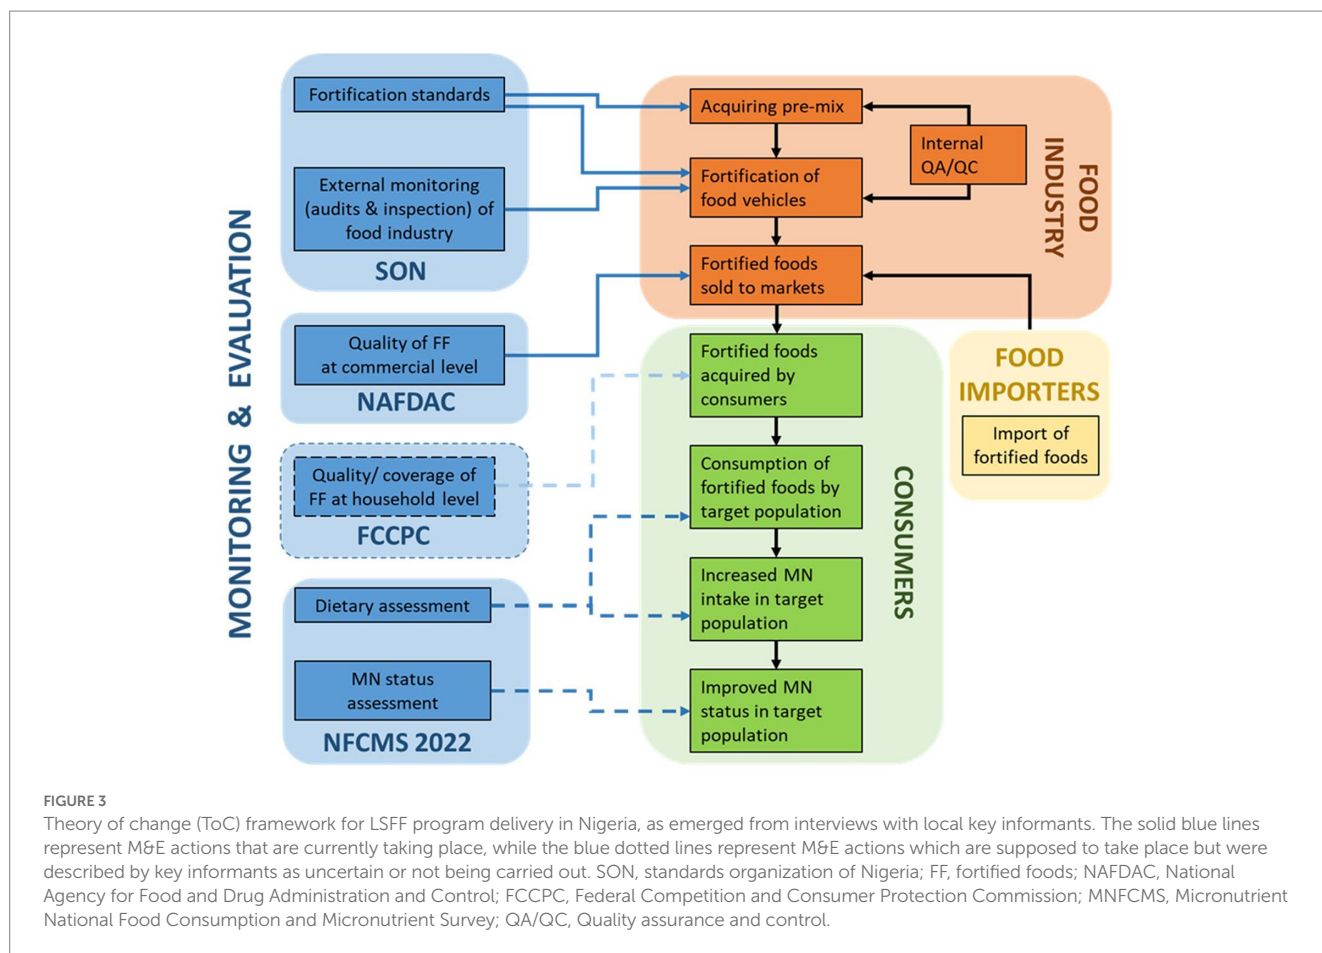 MONITORING & EVALUATION
Fortification standards
External monitoring
(audits & inspection) of
food industry
SON
Quality of FF
at commercial level
NAFDAC
Quality/ coverage of
FF at household level
FCCPC
Dietary assessment
MN status
assessment
NFCMS 2022
Acquiring pre-mix
Fortification of
food vehicles
Fortified foods
sold to markets
Internal
QA/QC
FOOD
INDUSTRY
Fortified foods
acquired by
consumers
Consumption of
fortified foods by
target population
Increased MN
intake in target
population
Improved MN
status in target
population
CONSUMERS
FOOD
IMPORTERS
Import of
fortified foods
FIGURE 3
Theory of change (ToC) framework for LSFF program delivery in Nigeria, as emerged from interviews with local key informants. The solid blue lines
represent M&E actions that are currently taking place, while the blue dotted lines represent M&E actions which are supposed to take place but were
described by key informants as uncertain or not being carried out. SON, standards organization of Nigeria; FF, fortified foods; NAFDAC, National
Agency for Food and Drug Administration and Control; FCCPC, Federal Competition and Consumer Protection Commission; MNFCMS, Micronutrient
National Food Consumption and Micronutrient Survey; QA/QC, Quality assurance and control.